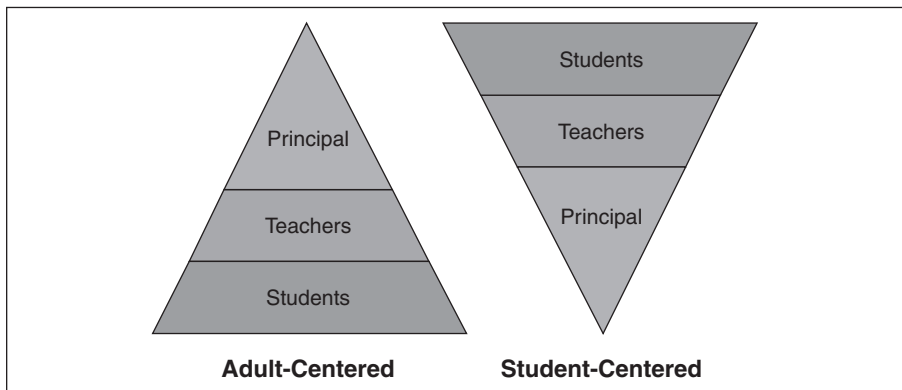 Principal
Teachers
Students
Adult-Centered
Students
Teachers
Principal
Student-Centered